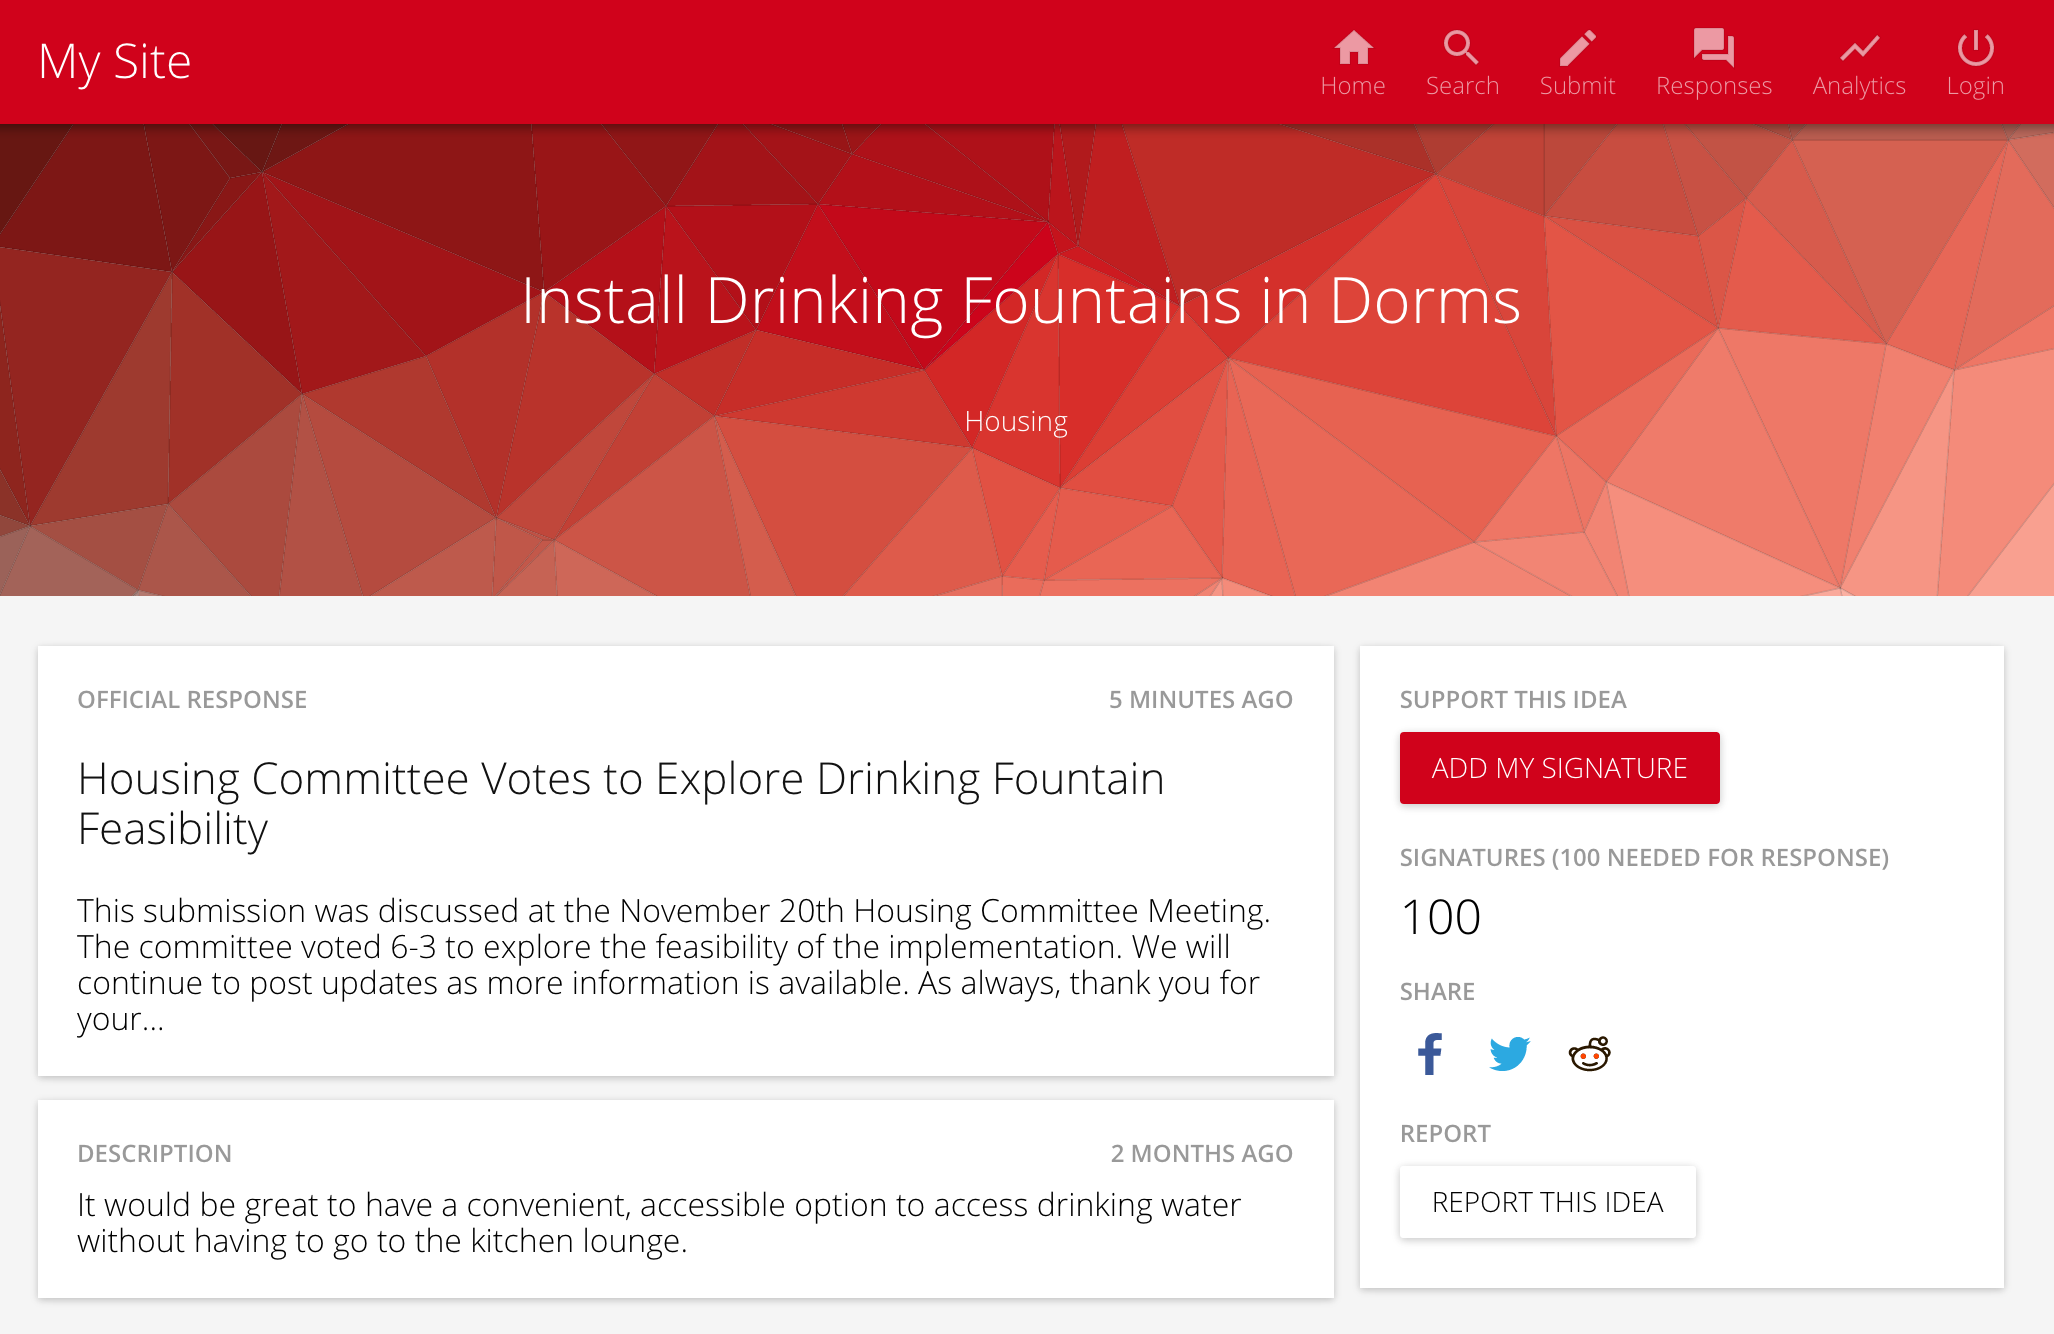 My Site
Home
Search
Submit
Responses
Analytics
Login
Install Drinking Fountains in Dorms
Housing
OFFICIAL RESPONSE
5 MINUTES AGO
Housing Committee Votes to Explore Drinking Fountain
Feasibility
This submission was discussed at the November 20th Housing Committee Meeting.
The committee voted 6-3 to explore the feasibility of the implementation. We will
continue to post updates as more information is available. As always, thank you for
your...
DESCRIPTION
2 MONTHS AGO
It would be great to have a convenient, accessible option to access drinking water
without having to go to the kitchen lounge.
SUPPORT THIS IDEA
ADD MY SIGNATURE
SIGNATURES (100 NEEDED FOR RESPONSE)
100
SHARE
REPORT
REPORT THIS IDEA